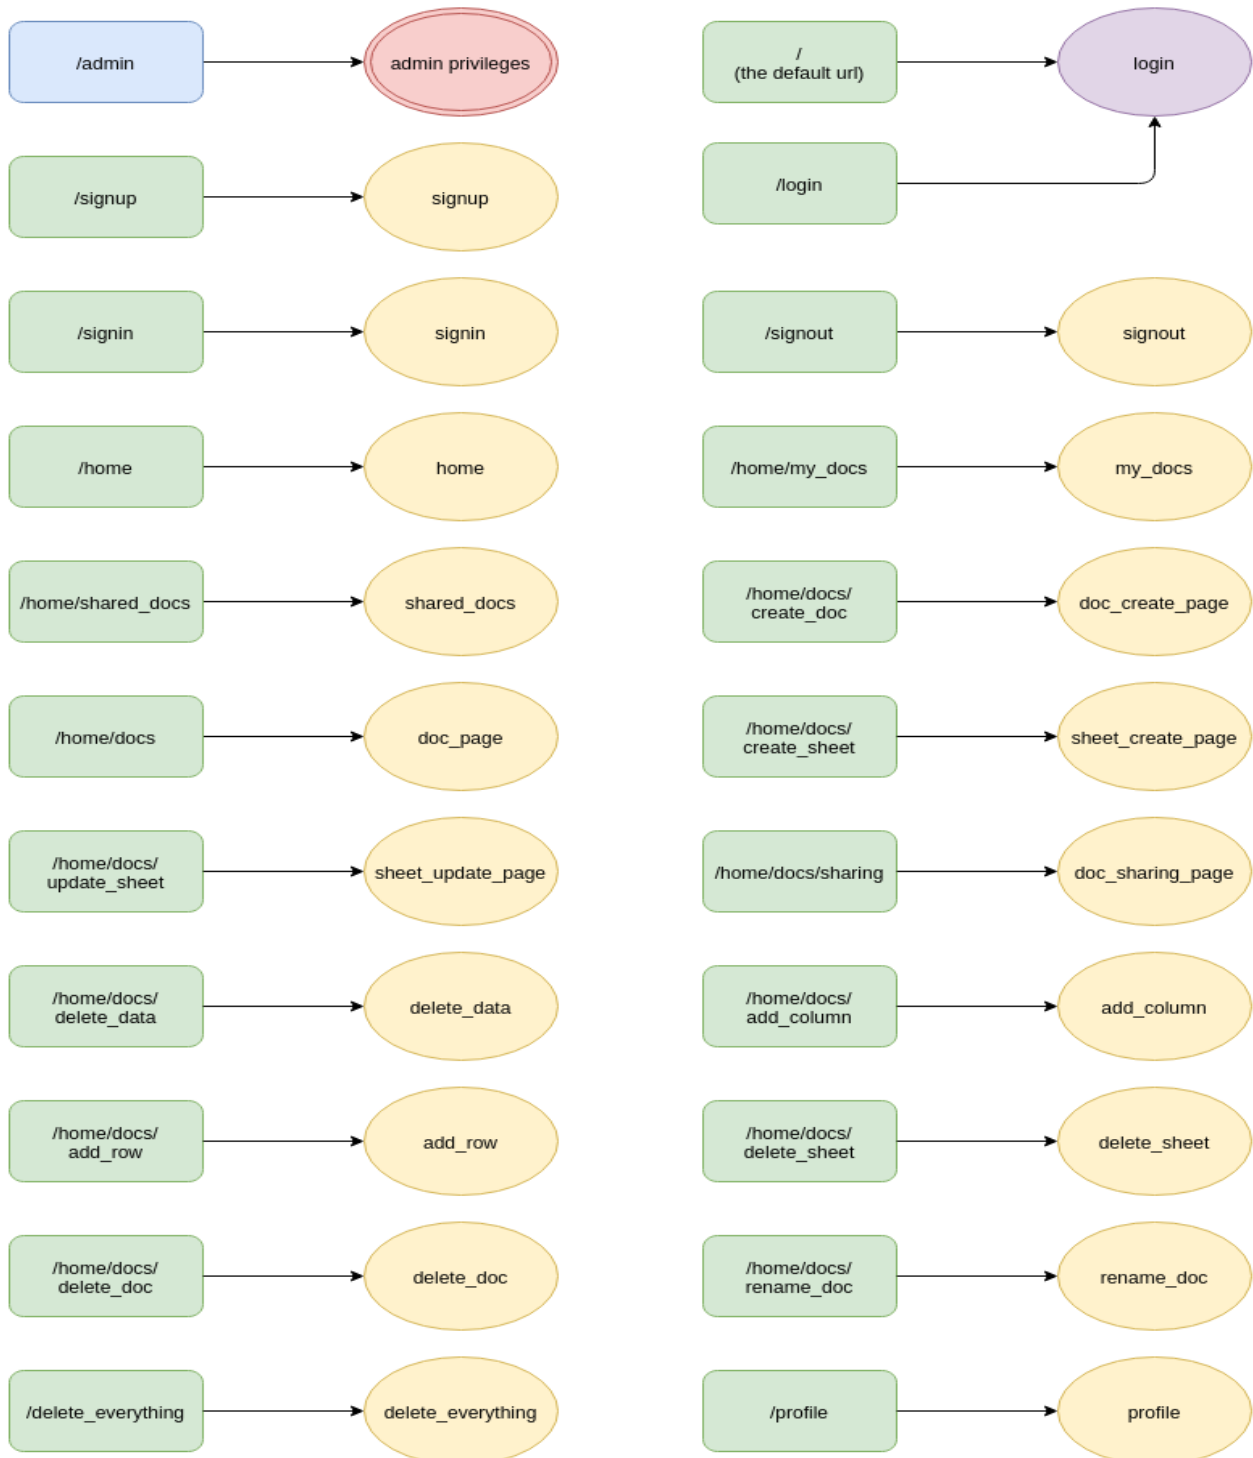 /admin
admin privileges
/
(the default url)
login
/signup
signup
/login
/signin
signin
/signout
signout
/home
home
/home/my_docs
my_docs
/home/shared_docs
shared_docs
/home/docs/
create_doc
doc_create_page
/home/docs
doc_page
/home/docs/
create_sheet
sheet_create_page
/home/docs/
update_sheet
sheet_update_page
/home/docs/sharing
doc_sharing_page
/home/docs/
delete_data
delete_data
/home/docs/
add_column
add_column
/home/docs/
add_row
add_row
/home/docs/
delete_sheet
delete_sheet
/home/docs/
delete_doc
delete_doc
/home/docs/
rename_doc
rename_doc
/delete_everything
delete_everything
/profile
profile